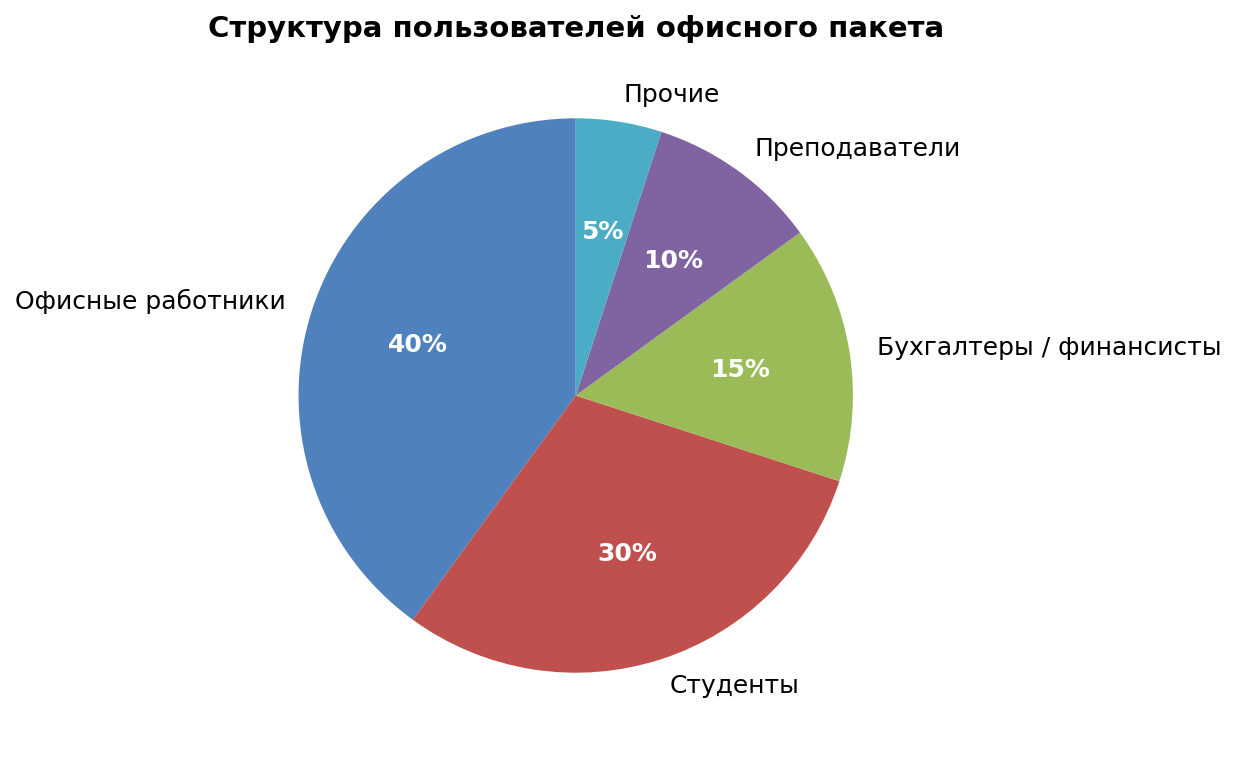 Структура пользователей офисного пакета
Прочие
Преподаватели
5%
10%
Офисные работники
40%
Бухгалтеры / финансисты
15%
30%
Студенты